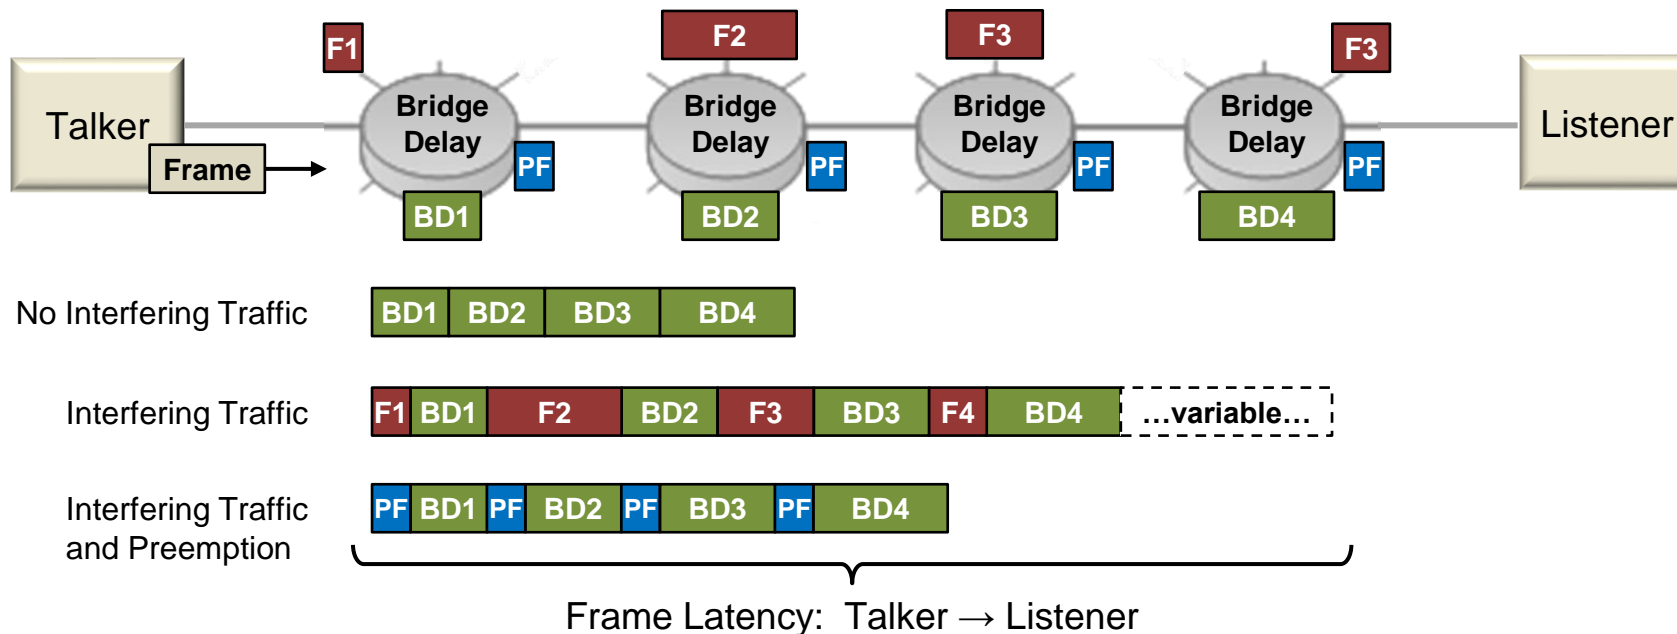 F1
F2
F3
F3
Talker
Frame
Bridge
Delay
Bridge
Delay
Bridge
Delay
Bridge
Delay
Listener
PF
PF
PF
PF
BD1
BD2
BD3
BD4
No Interfering Traffic
BD1 BD2 BD3 BD4
Interfering Traffic
F1 BD1 F2 BD2 F3 BD3 F4 BD4 ...variable...
Interfering Traffic
and Preemption
PF BD1 PF BD2 PF BD3 PF BD4
Frame Latency: Talker → Listener